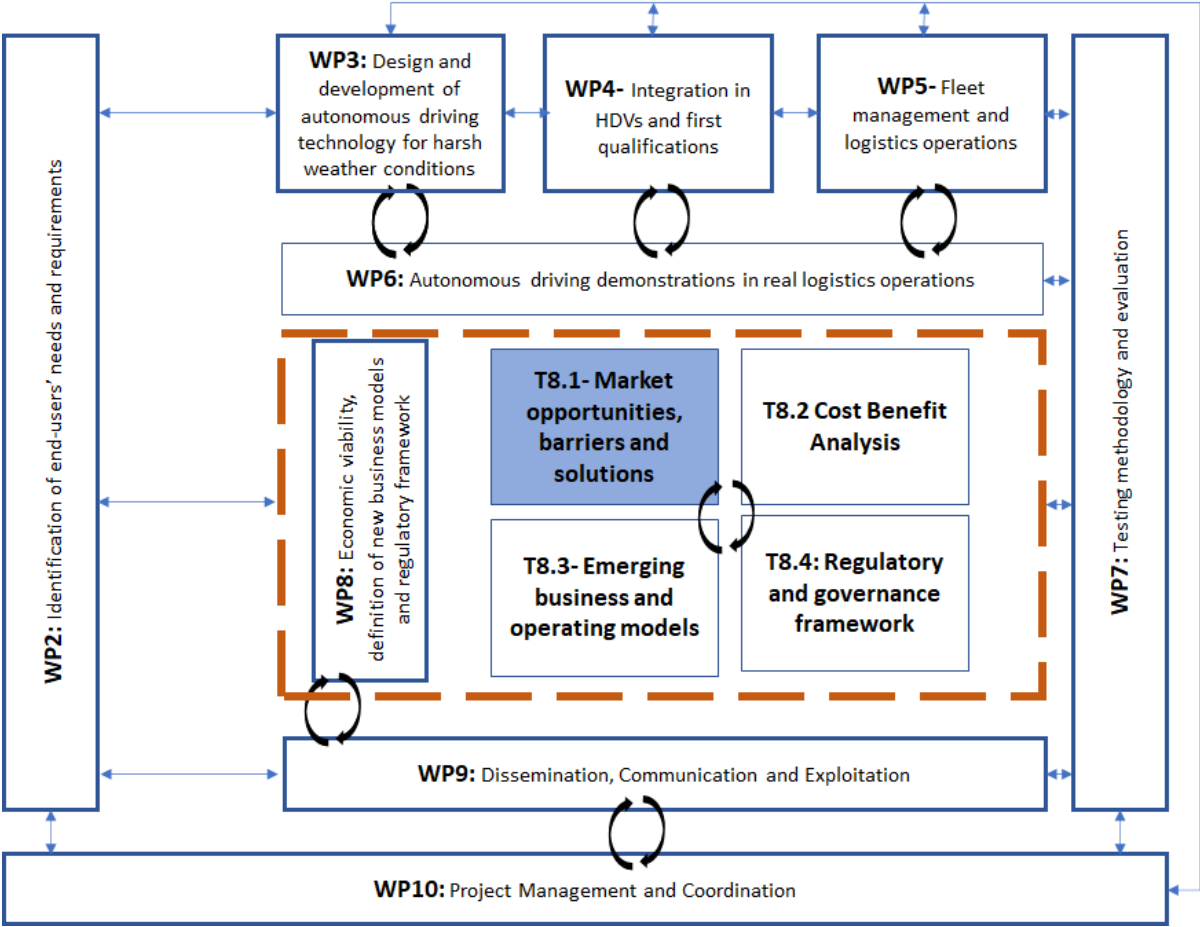 WP3: Design and
development of
autonomous driving
technology for harsh
weather conditions
WP4- Integration in
HDVs and first
qualifications
WP5- Fleet
management and
logistics operations
WP2: Identification of end-users’ needs and requirements
WP6: Autonomous driving demonstrations in real logistics operations
WP7: Testing methodology and evaluation
WP8: Economic viability,
definition of new business models
and regulatory framework
T8.1- Market
opportunities,
barriers and
solutions
T8.2 Cost Benefit
Analysis
T8.3- Emerging
business and
operating models
T8.4: Regulatory
and governance
framework
WP9: Dissemination, Communication and Exploitation
WP10: Project Management and Coordination